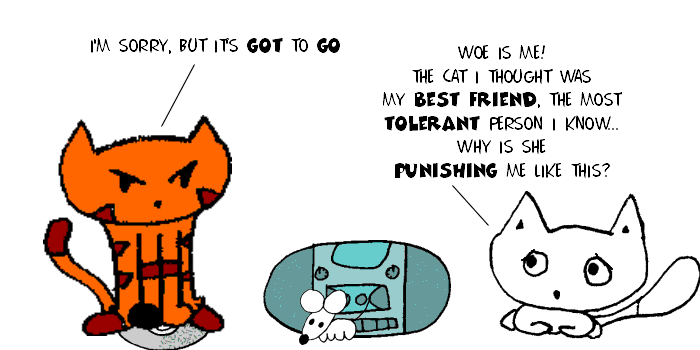 I'M SORRY, BUT IT'S GOT TO GO
WOE IS ME!
THE CAT I THOUGHT WAS
MY BEST FRIEND, THE MOST
TOLERANT PERSON I KNOW...
WHY IS SHE
PUNISHING ME LIKE THIS?